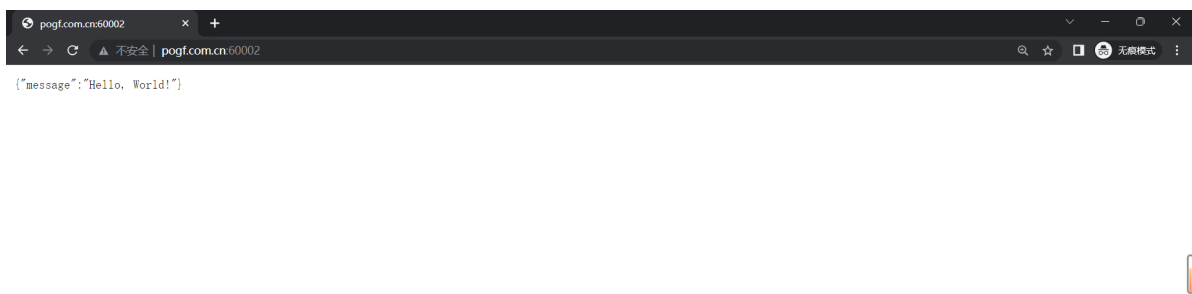 pogf.com.cn:60002
不安全 | pogf.com.cn:60002
无痕模式
{"message":"Hello, World!"}